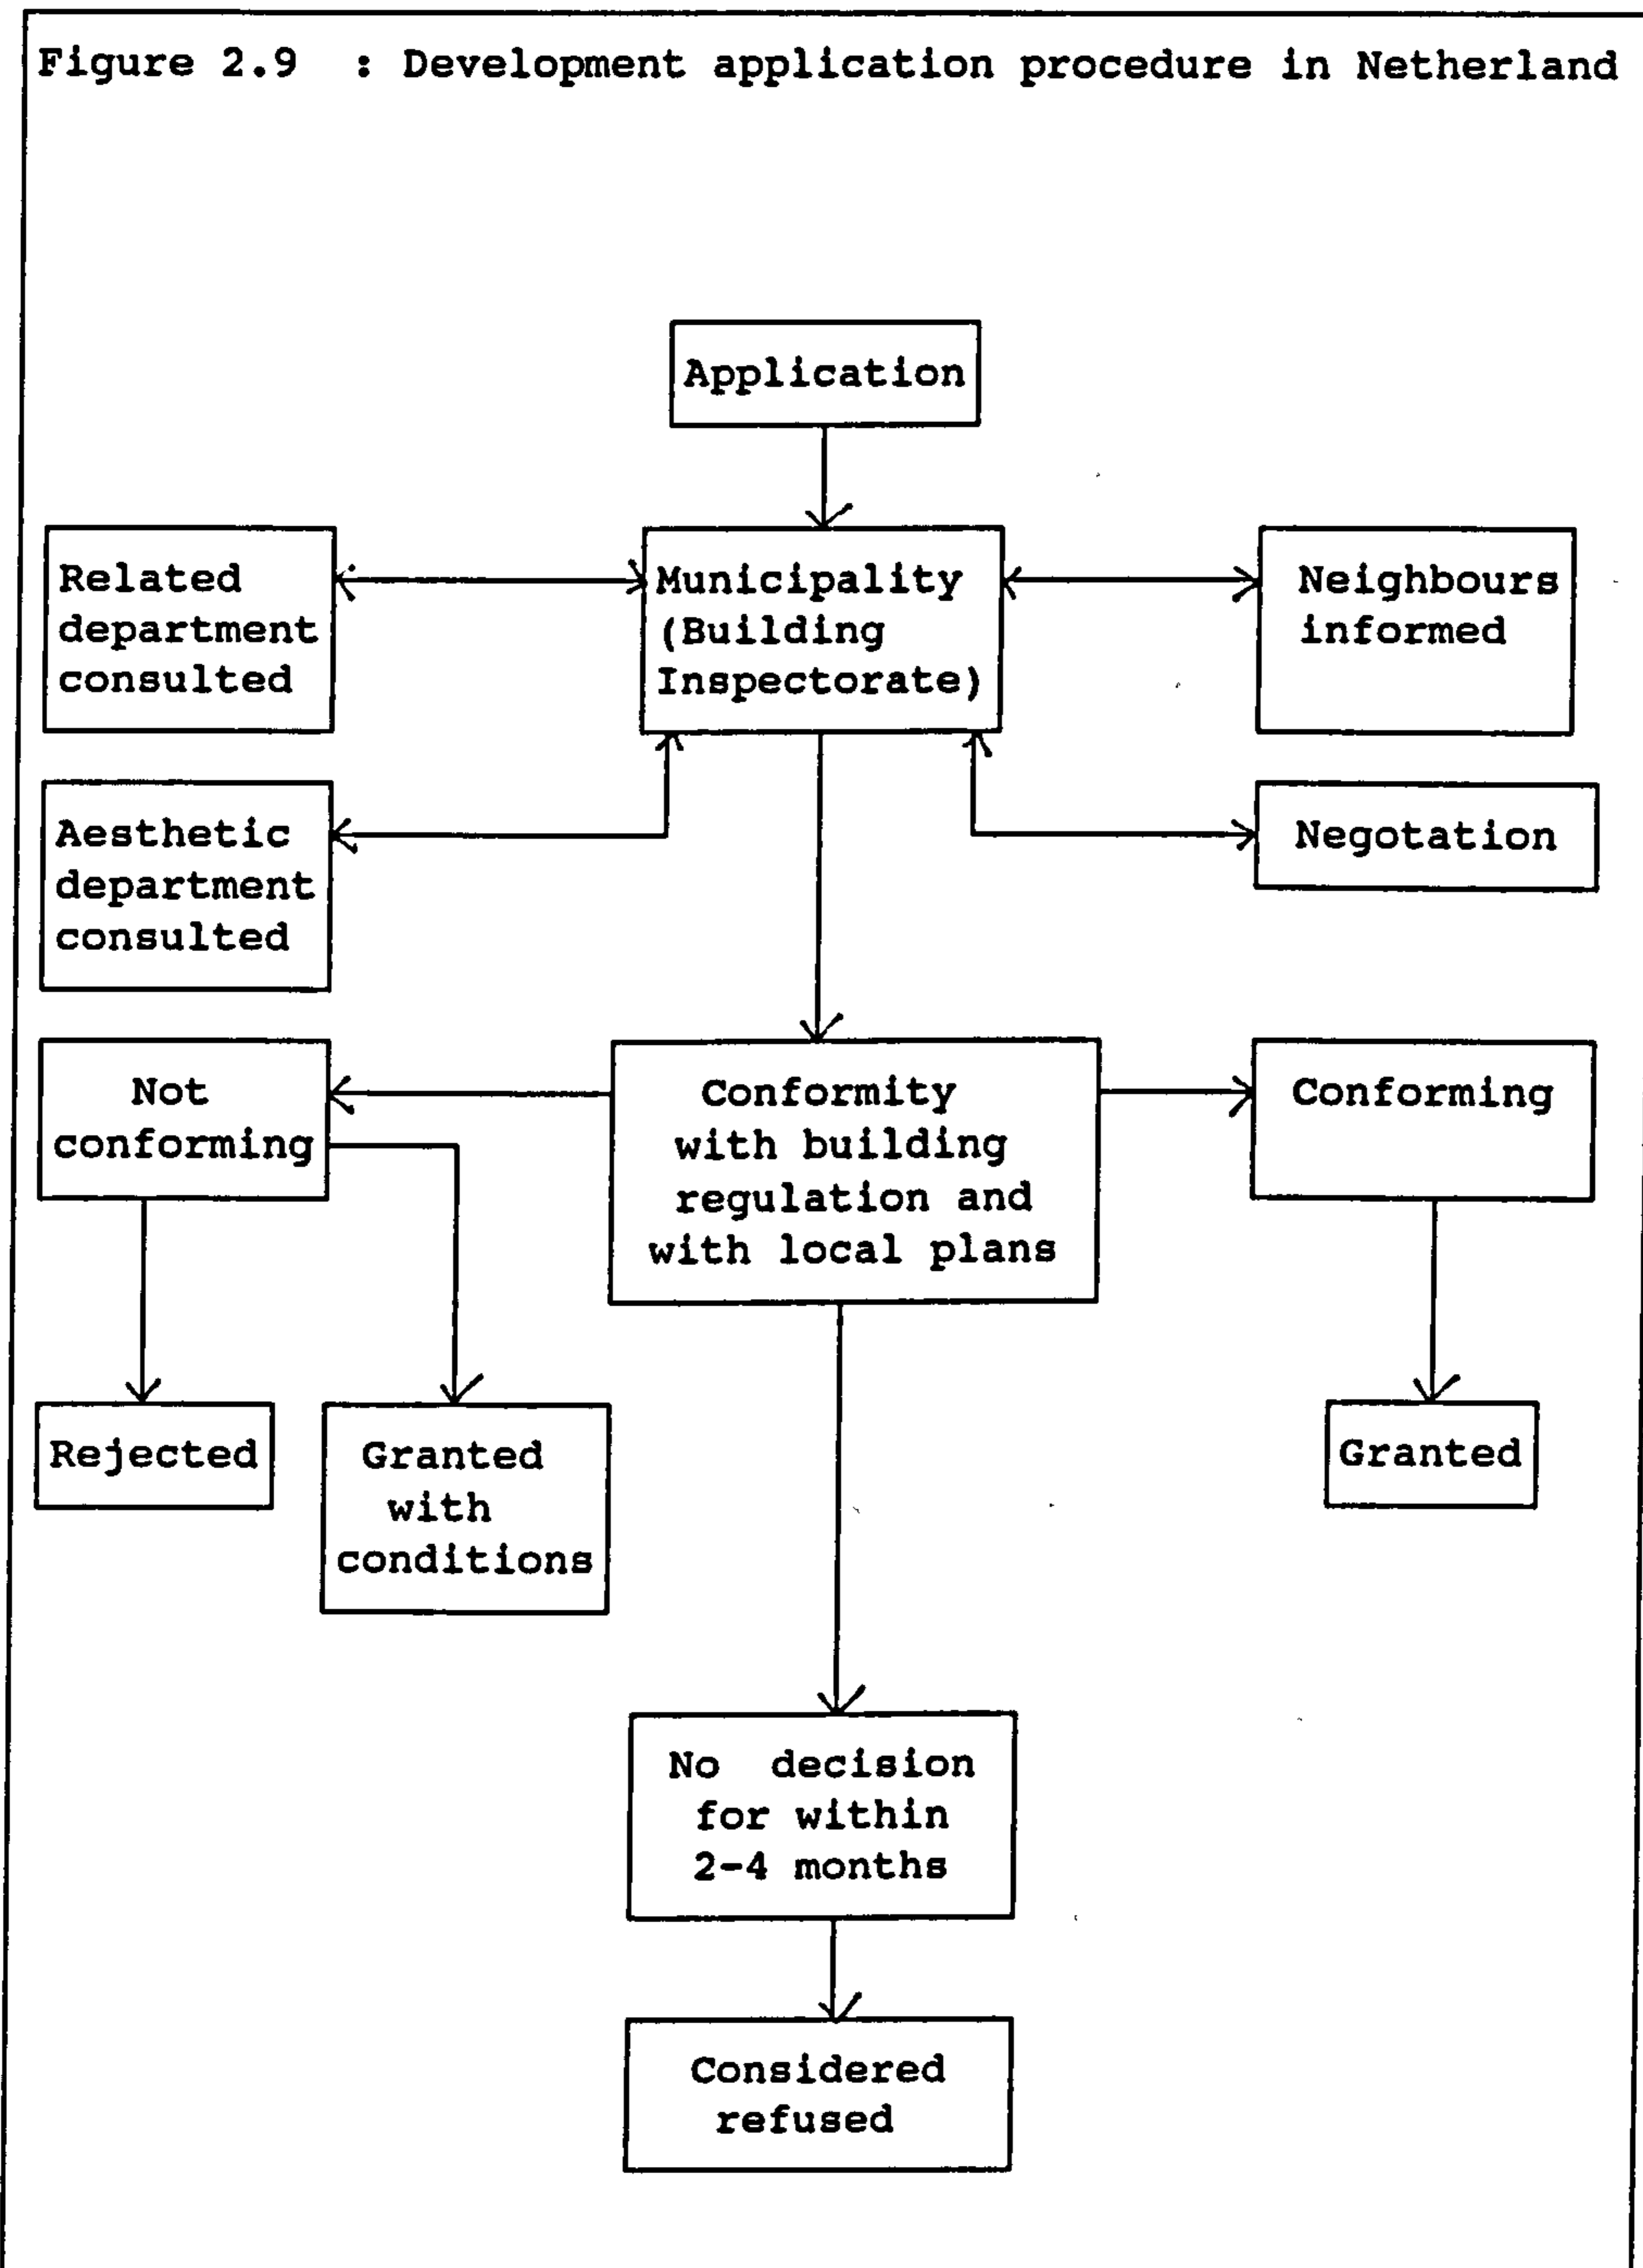 Figure 2.9 : Development application procedure in Netherland
Application
Related
department
consulted
Municipality
(Building
Inspectorate)
Neighbours
informed
Aesthetic
department
consulted
Negotation
Not
conforming
Conformity
with building
regulation and
with local plans
Conforming
Rejected
Granted
with
conditions
Granted
No decision
for within
2-4 months
Considered
refused